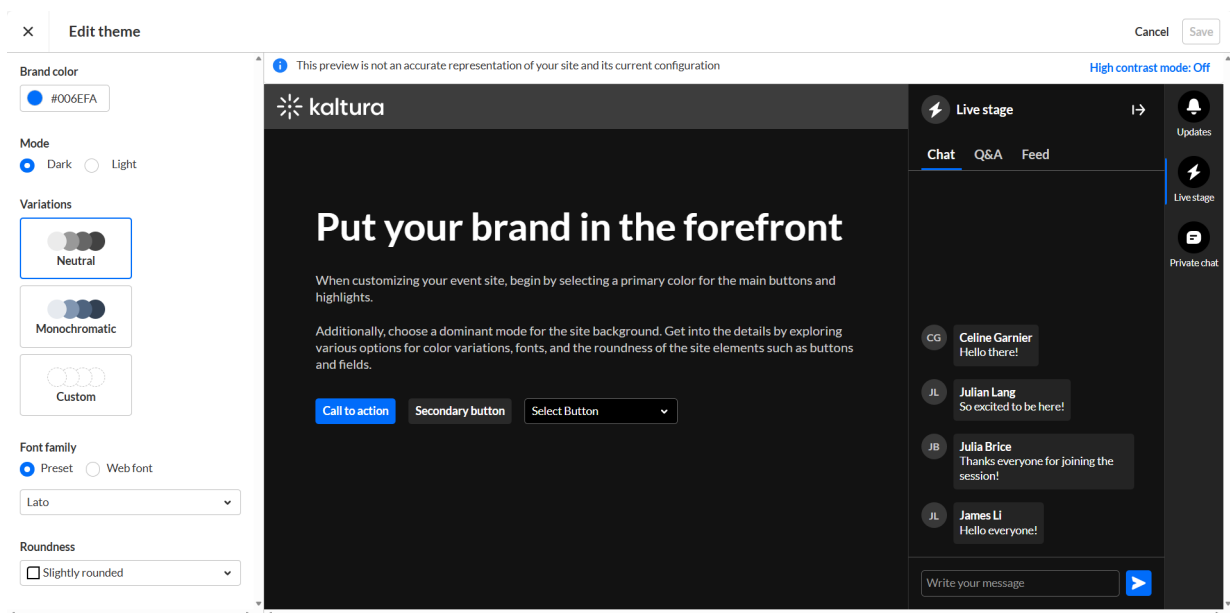 Edit theme
Cancel
Save
Brand color
#006EFA
Mode
Dark
Light
Variations
Neutral
Monochromatic
Custom
Font family
Preset
Web font
Lato
Roundness
Slightly rounded
This preview is not an accurate representation of your site and its current configuration
High contrast mode: Off
kaltura
Put your brand in the forefront
When customizing your event site, begin by selecting a primary color for the main buttons and
highlights.
Additionally, choose a dominant mode for the site background. Get into the details by exploring
various options for color variations, fonts, and the roundness of the site elements such as buttons
and fields.
Call to action
Secondary button
Select Button
Live stage
Chat
Q&A
Feed
CG
Celine Garnier
Hello there!
JL
Julian Lang
So excited to be here!
JB
Julia Brice
Thanks everyone for joining the
session!
JL
James Li
Hello everyone!
Write your message
Updates
Live stage
Private chat